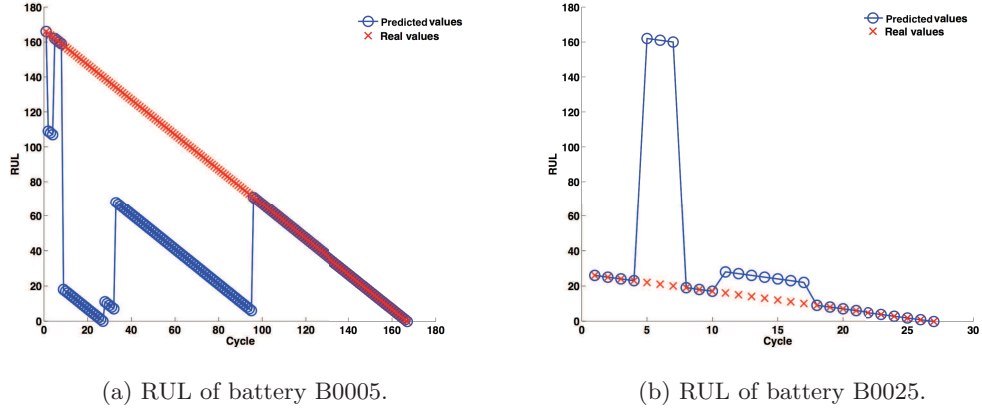 180
160
140
120
100
80
60
40
20
0
RUL
0 20 40 60 80 100 120 140 160 180
Cycle
Predicted values
Real values
(a) RUL of battery B0005.
180
160
140
120
100
80
60
40
20
0
RUL
0 5 10 15 20 25 30
Cycle
Predicted values
Real values
(b) RUL of battery B0025.